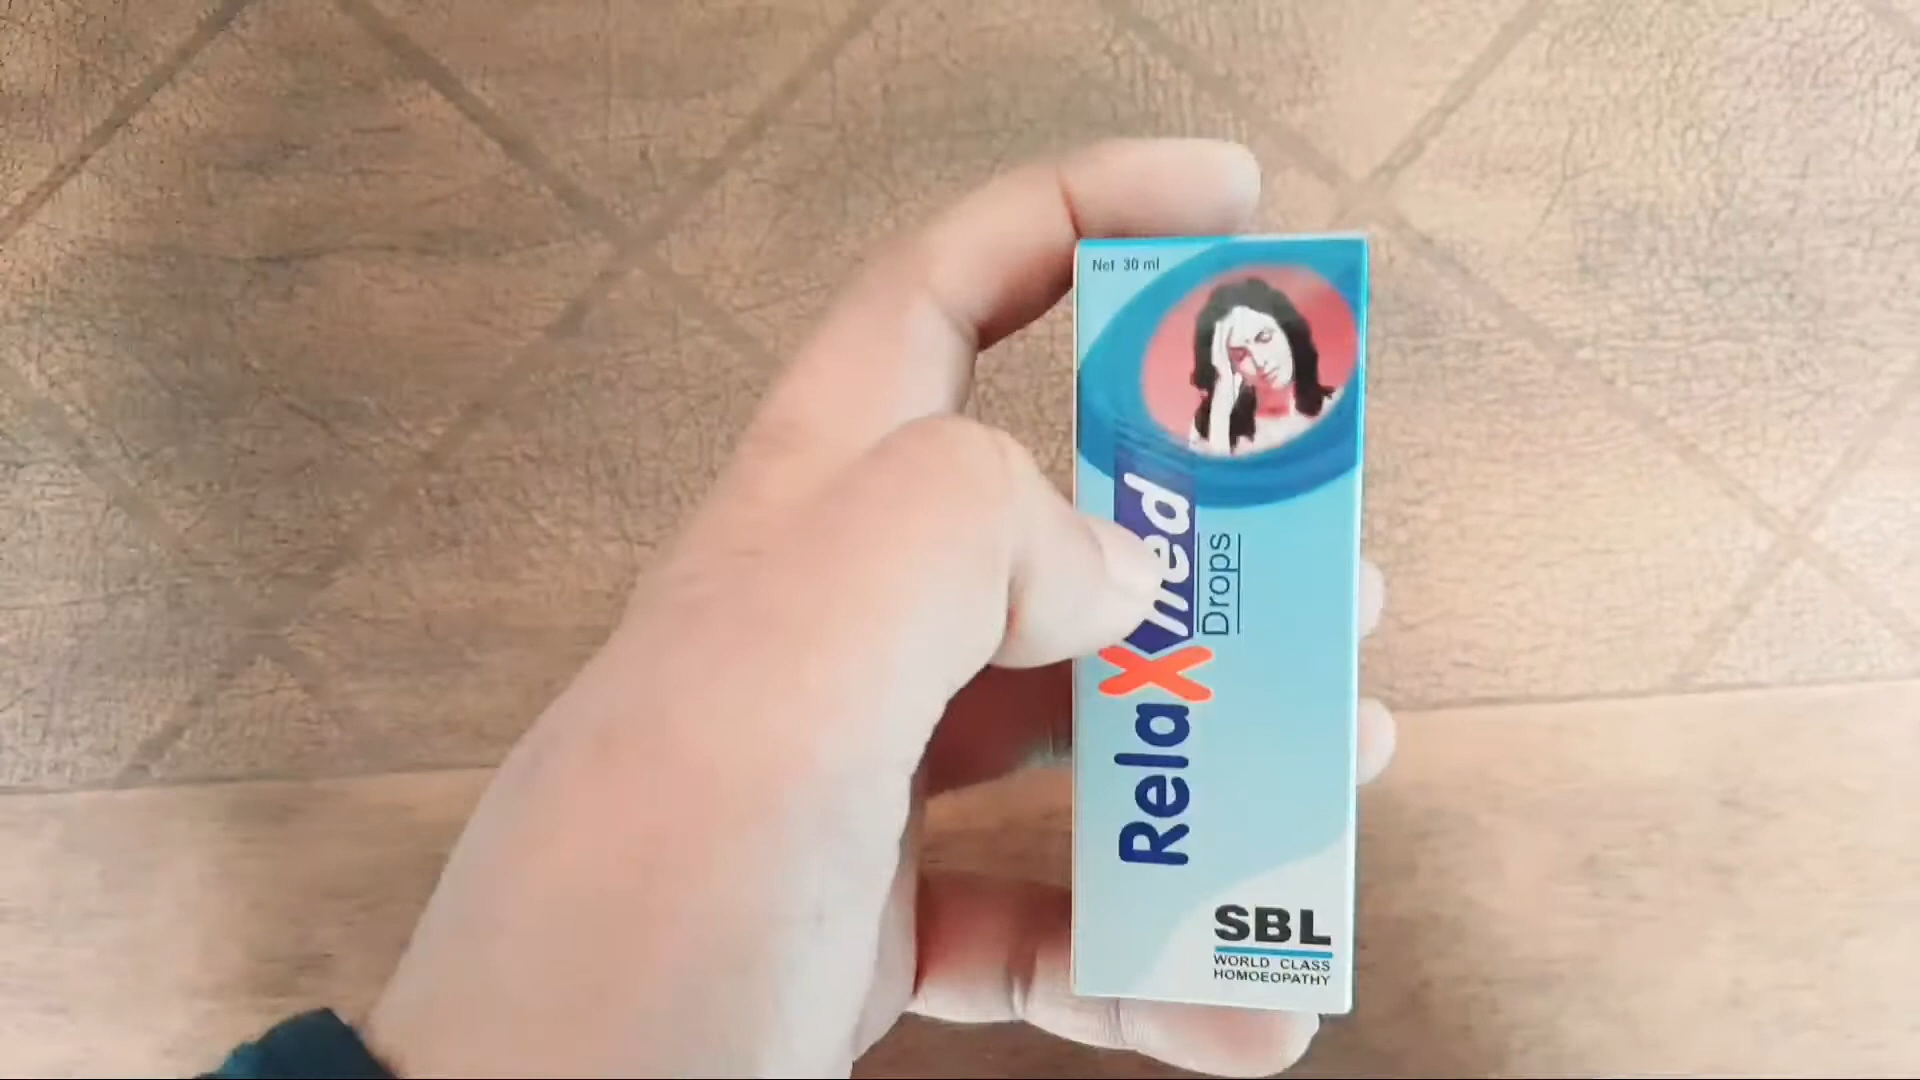 Net 30 ml
Relaxmed
Drops
SBL
WORLD CLASS
HOMOEOPATHY